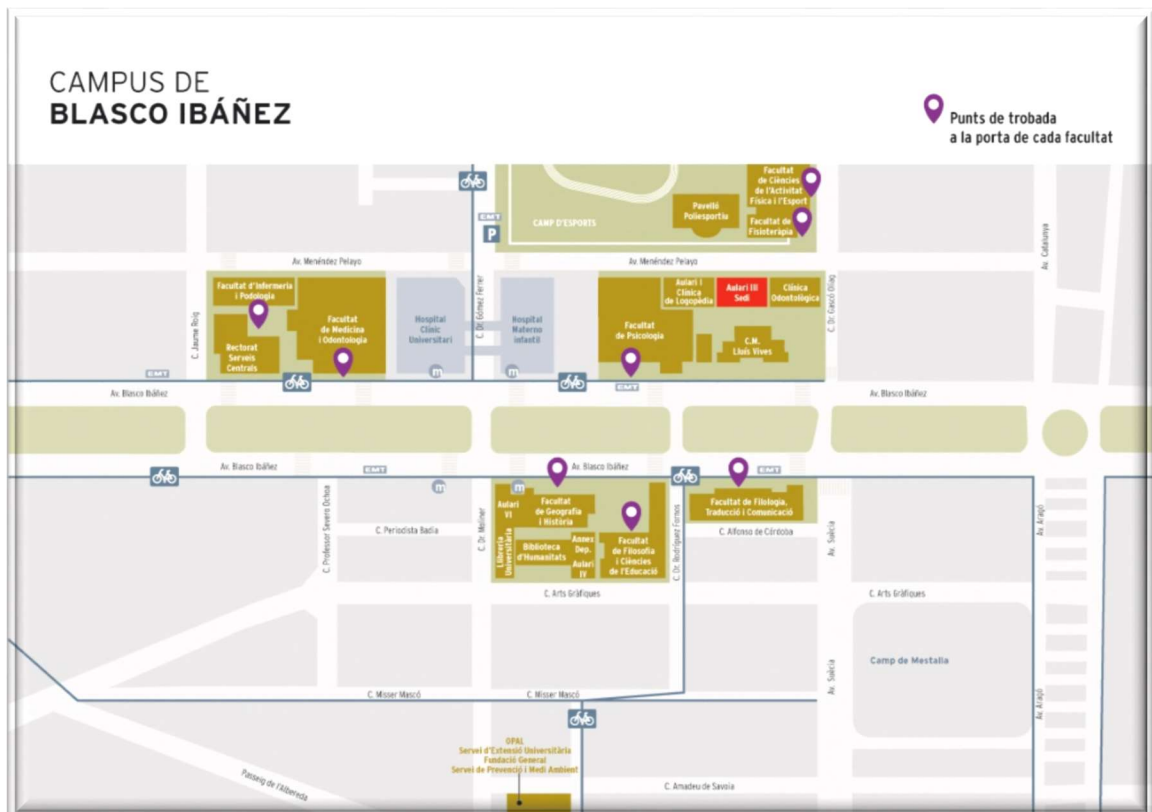 CAMPUS DE
BLASCO IBÁÑEZ
Punts de trobada
a la porta de cada facultat
Facultat
de Ciències
de l'Activitat
Física i l'Esport
Pavelló
Poliesportiu
Facultat de
Fisioteràpia
CAMP D'ESPORTS
EMT
P
Av. Catalunya
Av. Menéndez Pelayo
Av. Menéndez Pelayo
C. Jaume Roig
Facultat d'Infermeria
i Podologia
Facultat
de Medicina
i Odontologia
Rectorat
Serveis
Centrals
Hospital
Clínic
Universitari
C. Dr. Gómez Ferrer
Hospital
Materno
infantil
Facultat
de Psicologia
Aulari i
Clínica
de Logopèdia
Aulari III
Sedi
Clínica
Odontològica
C.M.
Lluís Vives
C. Dr. Gascó Oliag
m
m
EMT
EMT
Av. Blasco Ibáñez
Av. Blasco Ibáñez
Av. Blasco Ibáñez
EMT
Av. Blasco Ibáñez
EMT
m
m
C. Professor Severo Ochoa
C. Periodista Badia
C. Dr. Moliner
Aulari
VI
Llibreria
Universitària
Facultat
de Geografia
i Història
Biblioteca
d'Humanitats
Annex
Dep.
Aulari
IV
Facultat
de Filosofia
i Ciències
de l'Educació
C. Dr. Rodríguez Fornos
Facultat de Filologia,
Traducció i Comunicació
C. Alfonso de Córdoba
Av. Suècia
Av. Aragó
Av. Aragó
C. Arts Gràfiques
C. Arts Gràfiques
Camp de Mestalla
Av. Suècia
Av. Aragó
Av. Aragó
C. Misser Mascó
C. Misser Mascó
OPAL
Servei d'Extensió Universitària
Fundació General
Servei de Prevenció i Medi Ambient
Passeig de l'Albereda
C. Amadeu de Savoia